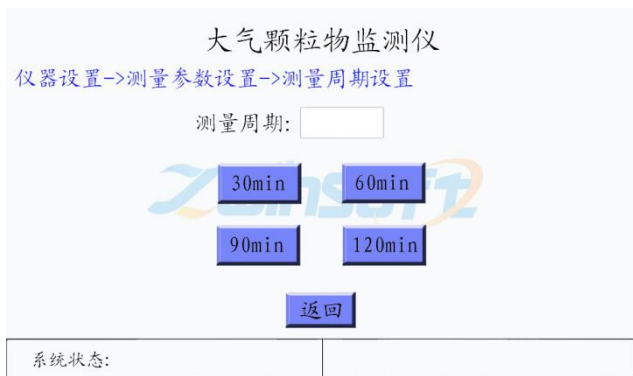 大气颗粒物监测仪
仪器设置->测量参数设置->测量周期设置
测量周期:
30min 60min
90min 120min
返回
系统状态: